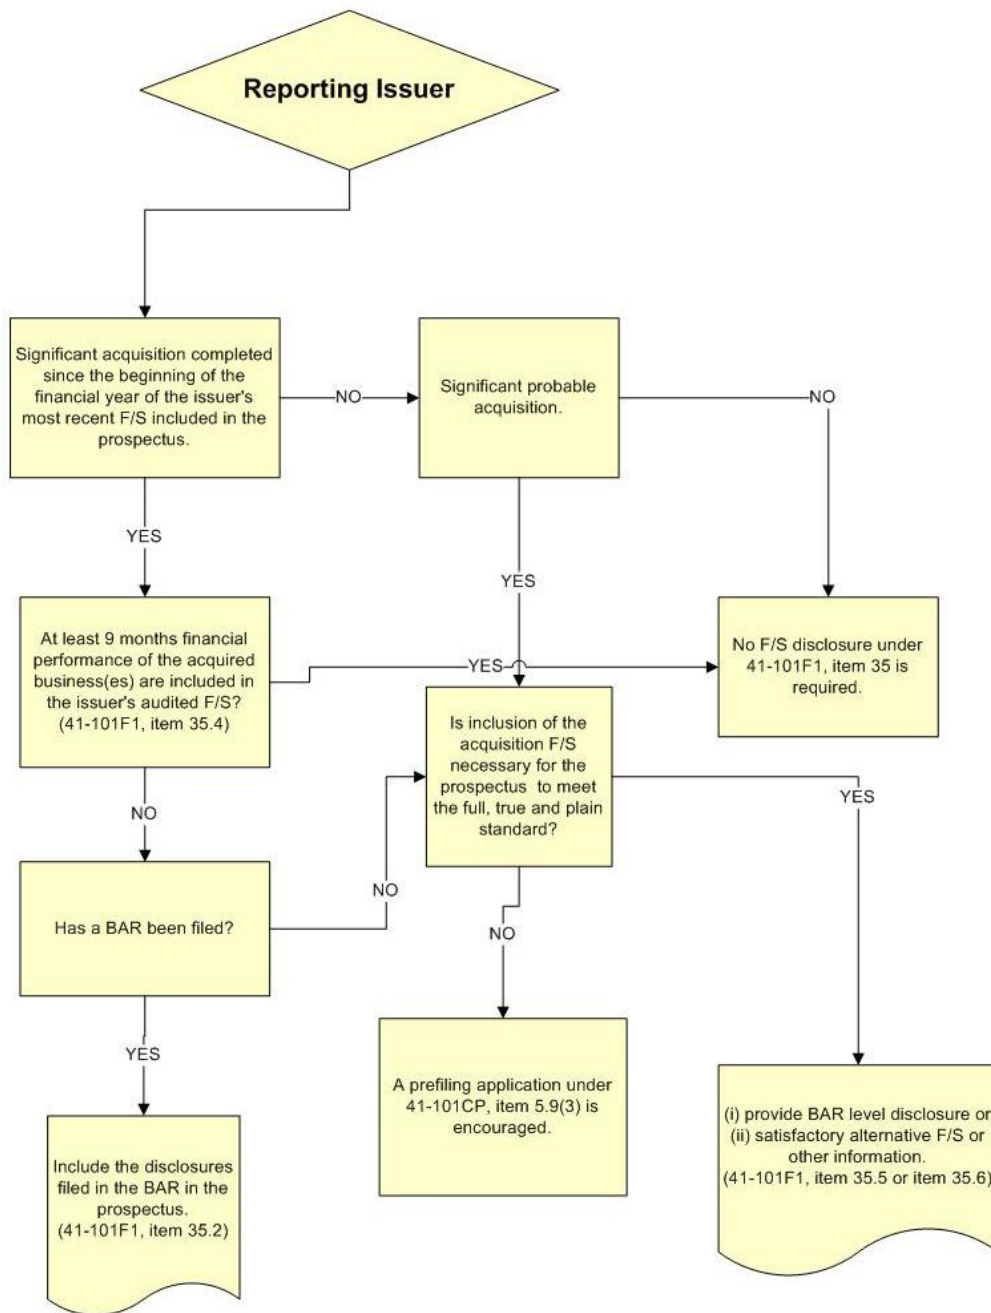 Reporting Issuer
Significant acquisition completed
since the beginning of the
financial year of the issuer's
most recent F/S included in the
prospectus.
NO
Significant probable
acquisition.
NO
YES
YES
At least 9 months financial
performance of the acquired
business(es) are included in
the issuer's audited F/S?
(41-101F1, item 35.4)
YES
No F/S disclosure under
41-101F1, item 35 is
required.
Is inclusion of the
acquisition F/S
necessary for the
prospectus to meet
the full, true and plain
standard?
NO
YES
Has a BAR been filed?
NO
NO
YES
A prefiling application under
41-101CP, item 5.9(3) is
encouraged.
(i) provide BAR level disclosure or
(ii) satisfactory alternative F/S or
other information.
(41-101F1, item 35.5 or item 35.6)
Include the disclosures
filed in the BAR in the
prospectus.
(41-101F1, item 35.2)